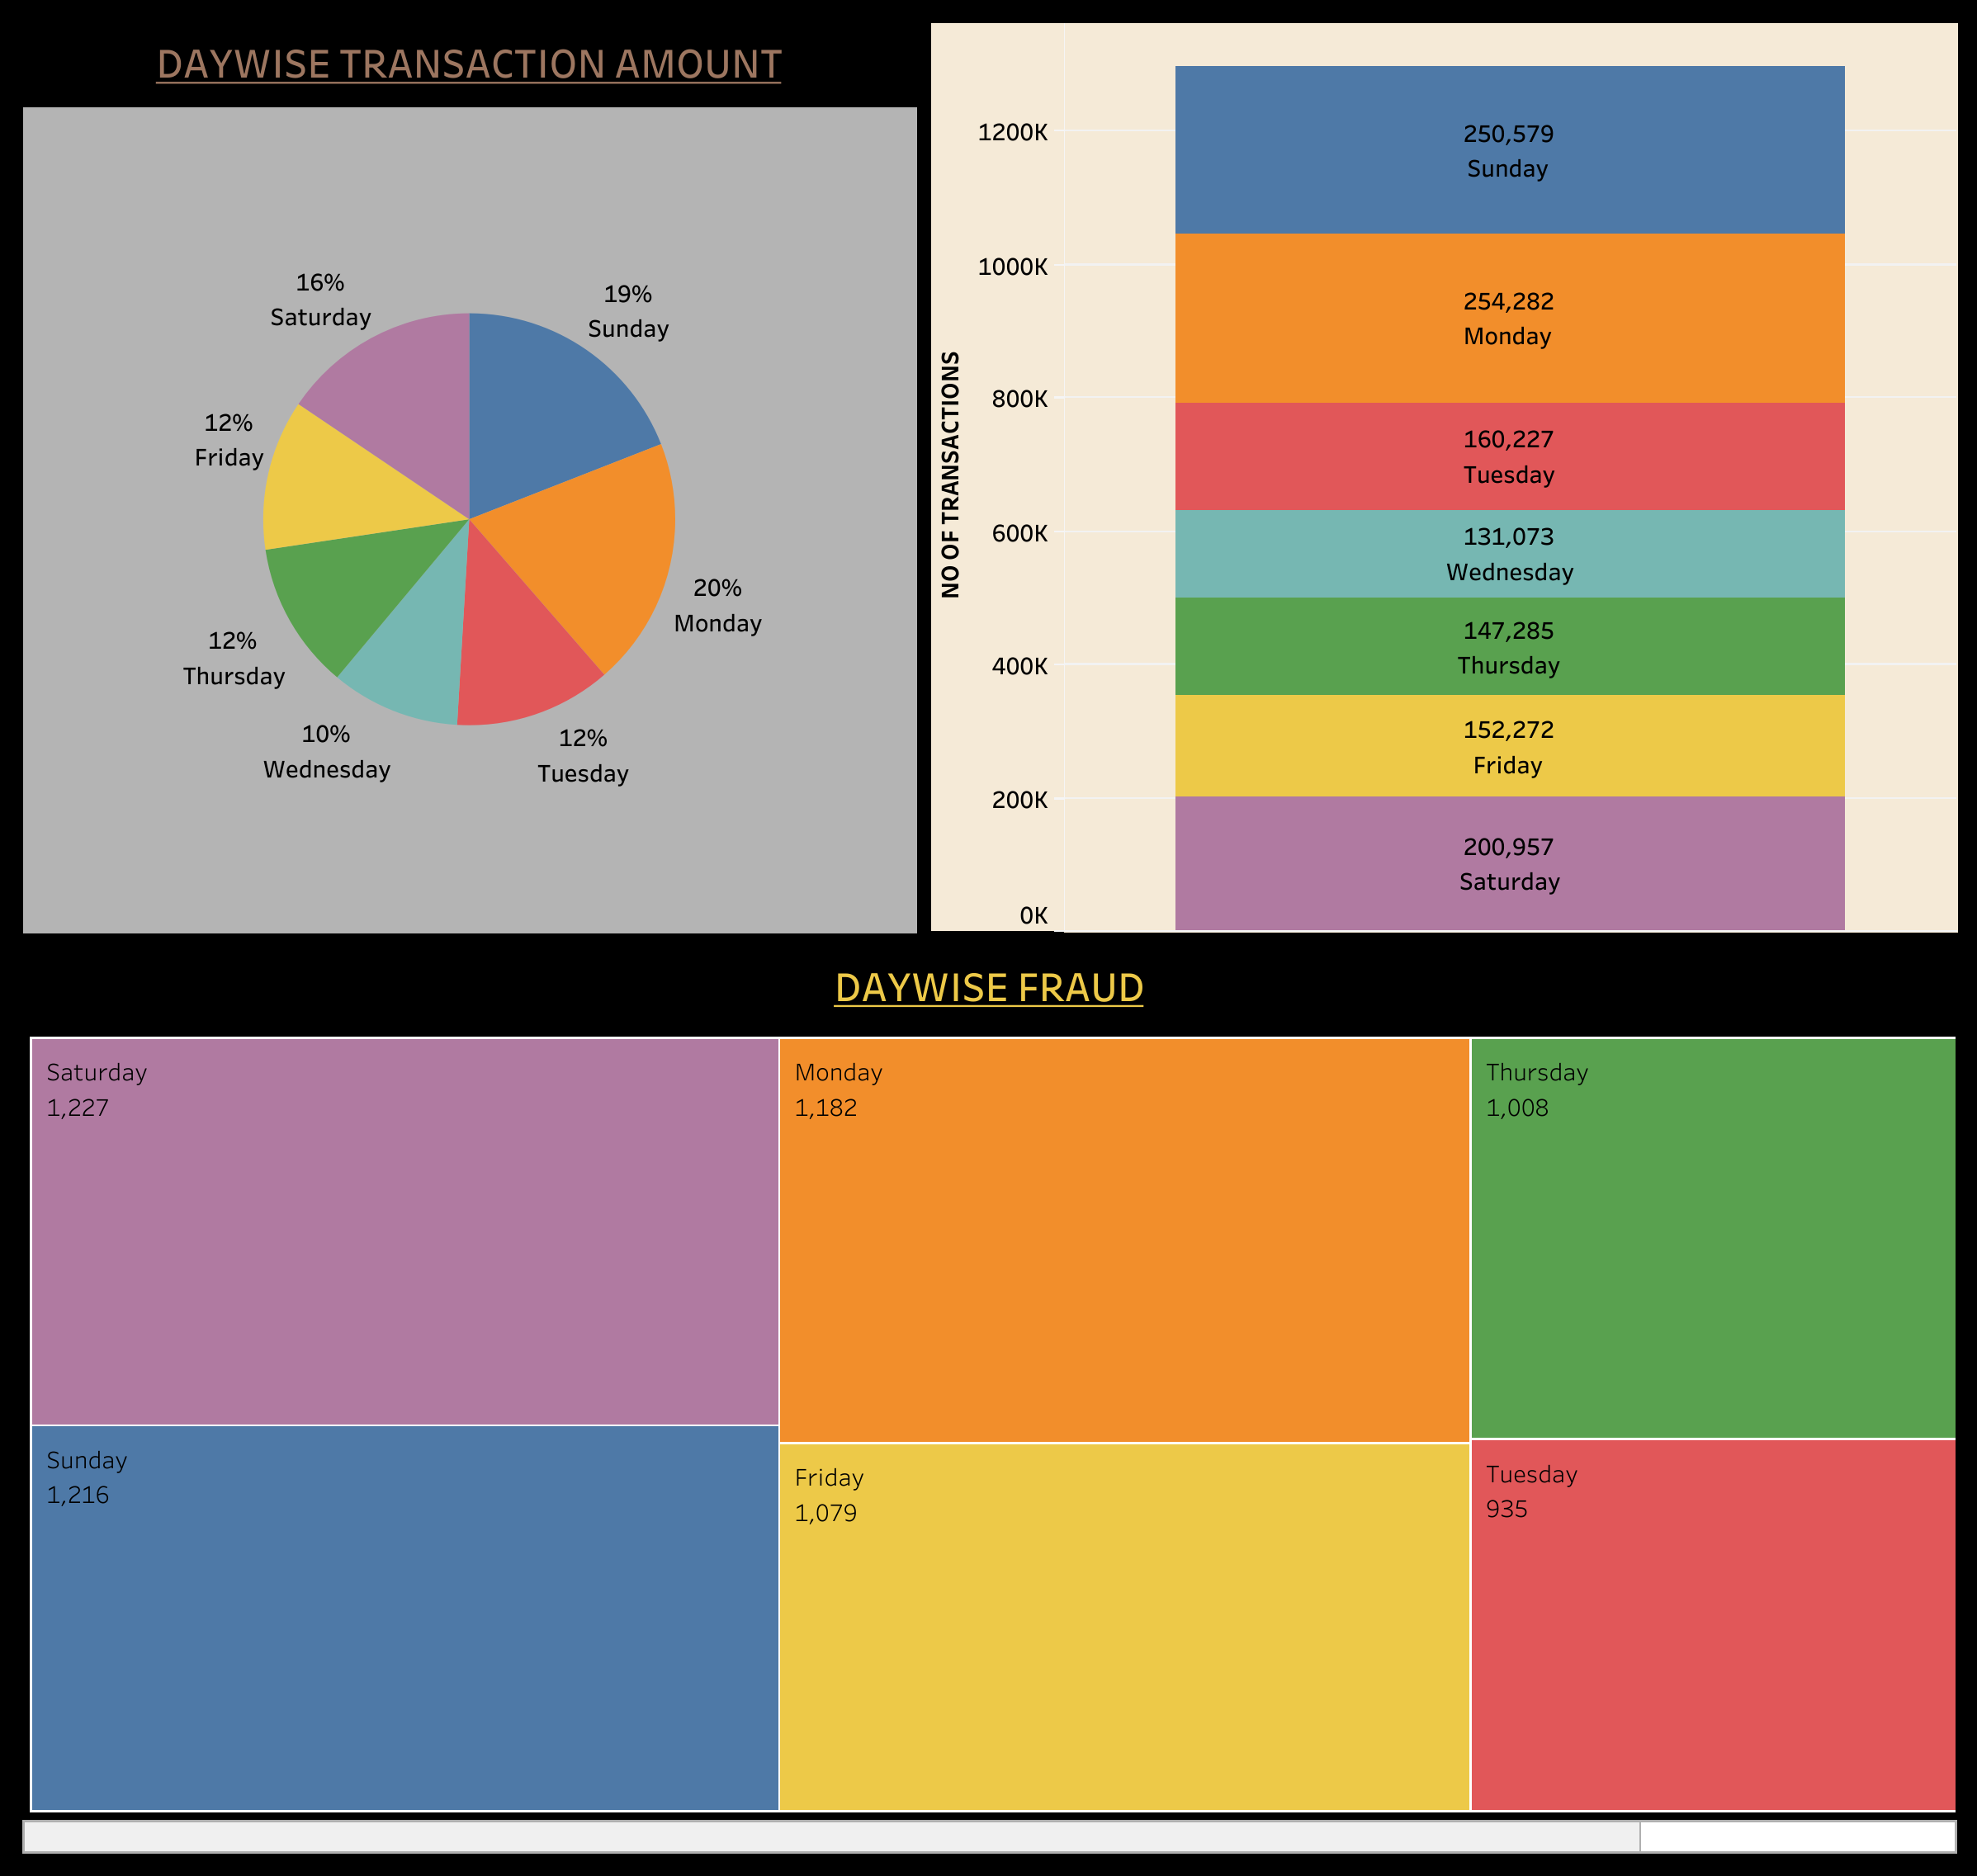 DAYWISE TRANSACTION AMOUNT
16%
Saturday
19%
Sunday
12%
Friday
20%
Monday
12%
Thursday
10%
Wednesday
12%
Tuesday
NO OF TRANSACTIONS
1200K
1000K
800K
600K
400K
200K
0K
250,579
Sunday
254,282
Monday
160,227
Tuesday
131,073
Wednesday
147,285
Thursday
152,272
Friday
200,957
Saturday
DAYWISE FRAUD
Saturday
1,227
Sunday
1,216
Monday
1,182
Friday
1,079
Thursday
1,008
Tuesday
935